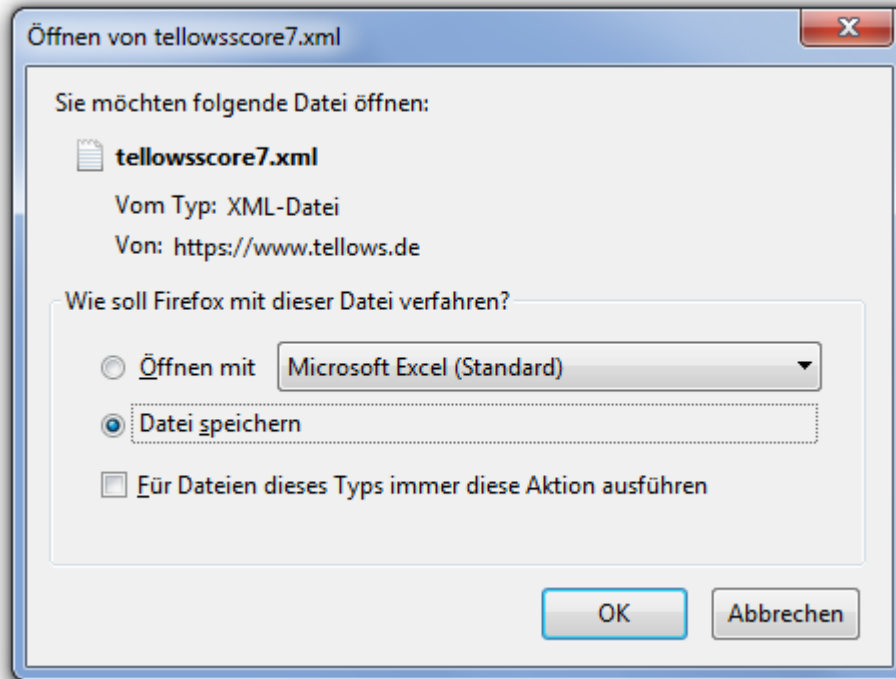 Öffnen von tellowsscore7.xml
Sie möchten folgende Datei öffnen:
tellowsscore7.xml
Vom Typ: XML-Datei
Von: https://www.tellows.de
Wie soll Firefox mit dieser Datei verfahren?
Öffnen mit Microsoft Excel (Standard)
Datei speichern
Für Dateien dieses Typs immer diese Aktion ausführen
OK Abbrechen